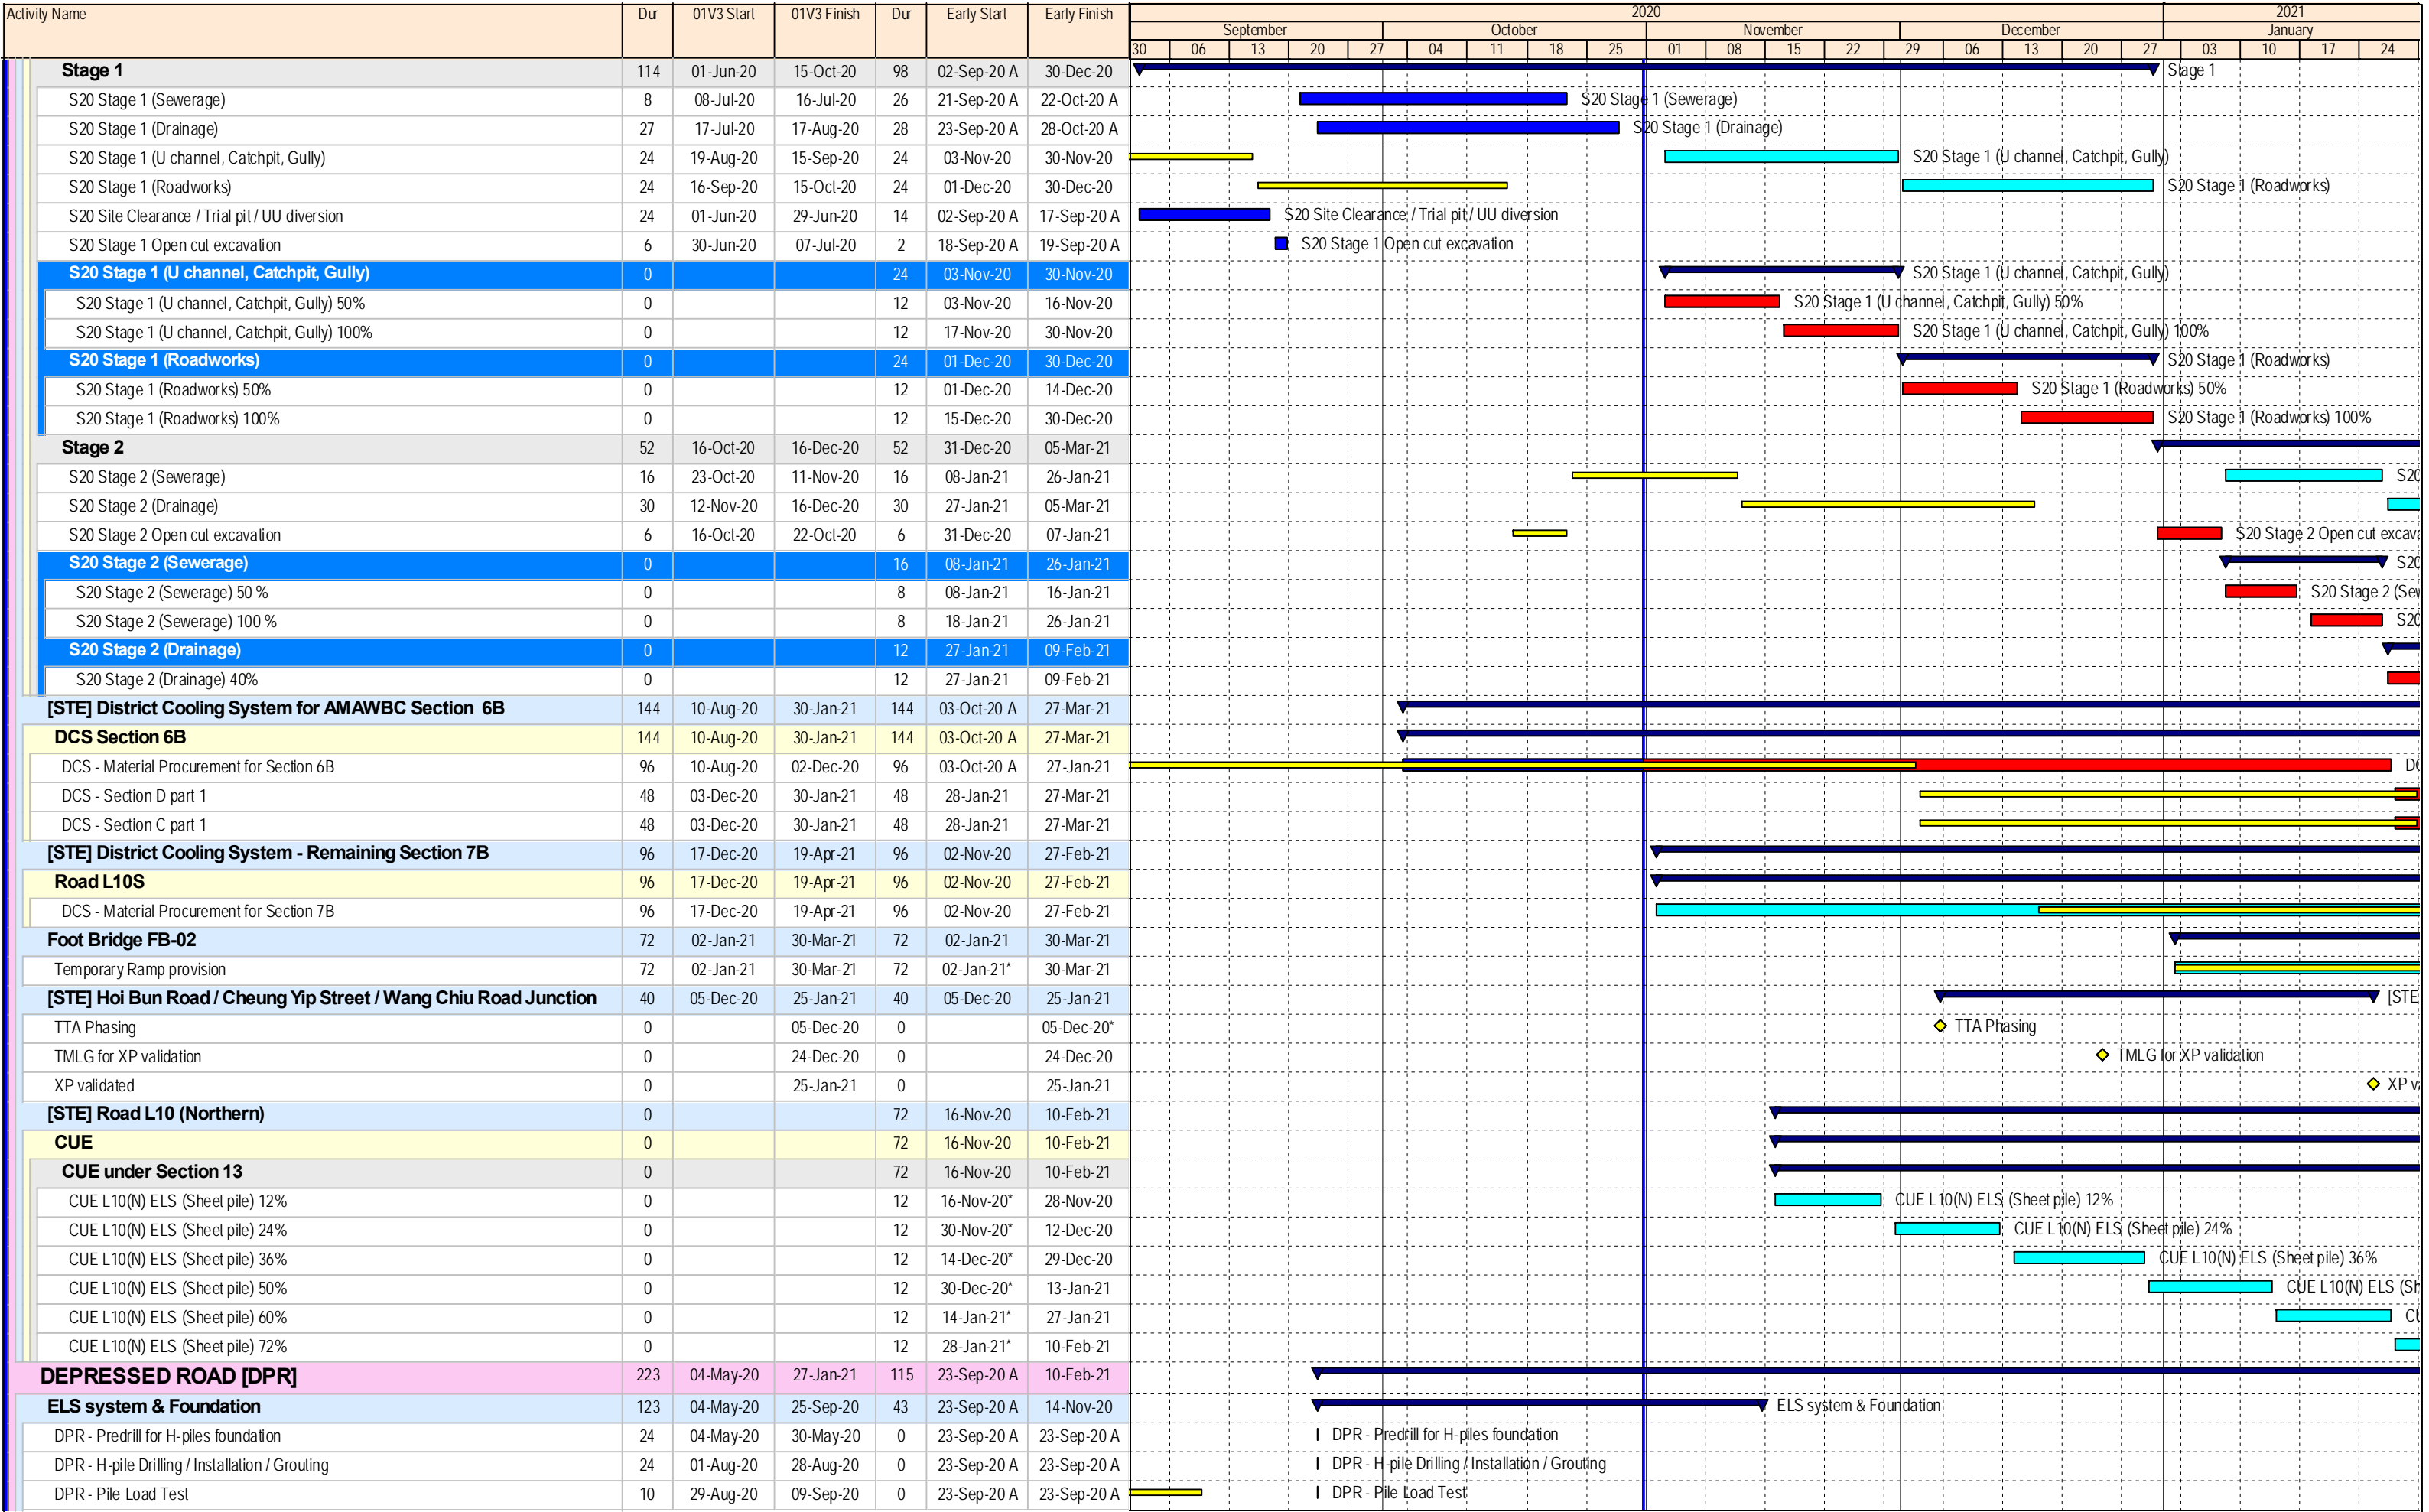 Activity Name Dur 01V3 Start 01V3 Finish Dur Early Start Early Finish 2020 2021
September October November December January
30 06 13 20 27 04 11 18 25 01 08 15 22 29 06 13 20 27 03 10 17 24
Stage 1 114 01-Jun-20 15-Oct-20 98 02-Sep-20 A 30-Dec-20 Stage 1
S20 Stage 1 (Sewerage) 8 08-Jul-20 16-Jul-20 26 21-Sep-20 A 22-Oct-20 A S20 Stage 1 (Sewerage)
S20 Stage 1 (Drainage) 27 17-Jul-20 17-Aug-20 28 23-Sep-20 A 28-Oct-20 A S20 Stage 1 (Drainage)
S20 Stage 1 (U channel, Catchpit, Gully) 24 19-Aug-20 15-Sep-20 24 03-Nov-20 30-Nov-20 S20 Stage 1 (U channel, Catchpit, Gully)
S20 Stage 1 (Roadworks) 24 16-Sep-20 15-Oct-20 24 01-Dec-20 30-Dec-20 S20 Stage 1 (Roadworks)
S20 Site Clearance / Trial pit / UU diversion 24 01-Jun-20 29-Jun-20 14 02-Sep-20 A 17-Sep-20 A S20 Site Clearance / Trial pit / UU diversion
S20 Stage 1 Open cut excavation 6 30-Jun-20 07-Jul-20 2 18-Sep-20 A 19-Sep-20 A S20 Stage 1 Open cut excavation
S20 Stage 1 (U channel, Catchpit, Gully) 0 24 03-Nov-20 30-Nov-20 S20 Stage 1 (U channel, Catchpit, Gully)
S20 Stage 1 (U channel, Catchpit, Gully) 50% 0 12 03-Nov-20 16-Nov-20 S20 Stage 1 (U channel, Catchpit, Gully) 50%
S20 Stage 1 (U channel, Catchpit, Gully) 100% 0 12 17-Nov-20 30-Nov-20 S20 Stage 1 (U channel, Catchpit, Gully) 100%
S20 Stage 1 (Roadworks) 0 24 01-Dec-20 30-Dec-20 S20 Stage 1 (Roadworks)
S20 Stage 1 (Roadworks) 50% 0 12 01-Dec-20 14-Dec-20 S20 Stage 1 (Roadworks) 50%
S20 Stage 1 (Roadworks) 100% 0 12 15-Dec-20 30-Dec-20 S20 Stage 1 (Roadworks) 100%
Stage 2 52 16-Oct-20 16-Dec-20 52 31-Dec-20 05-Mar-21
S20 Stage 2 (Sewerage) 16 23-Oct-20 11-Nov-20 16 08-Jan-21 26-Jan-21 S20
S20 Stage 2 (Drainage) 30 12-Nov-20 16-Dec-20 30 27-Jan-21 05-Mar-21
S20 Stage 2 Open cut excavation 6 16-Oct-20 22-Oct-20 6 31-Dec-20 07-Jan-21 S20 Stage 2 Open cut excava
S20 Stage 2 (Sewerage) 0 16 08-Jan-21 26-Jan-21 S20
S20 Stage 2 (Sewerage) 50 % 0 8 08-Jan-21 16-Jan-21 S20 Stage 2 (Sew
S20 Stage 2 (Sewerage) 100 % 0 8 18-Jan-21 26-Jan-21 S20
S20 Stage 2 (Drainage) 0 12 27-Jan-21 09-Feb-21
S20 Stage 2 (Drainage) 40% 0 12 27-Jan-21 09-Feb-21
[STE] District Cooling System for AMAWBC Section 6B 144 10-Aug-20 30-Jan-21 144 03-Oct-20 A 27-Mar-21
DCS Section 6B 144 10-Aug-20 30-Jan-21 144 03-Oct-20 A 27-Mar-21
DCS - Material Procurement for Section 6B 96 10-Aug-20 02-Dec-20 96 03-Oct-20 A 27-Jan-21 DC
DCS - Section D part 1 48 03-Dec-20 30-Jan-21 48 28-Jan-21 27-Mar-21
DCS - Section C part 1 48 03-Dec-20 30-Jan-21 48 28-Jan-21 27-Mar-21
[STE] District Cooling System - Remaining Section 7B 96 17-Dec-20 19-Apr-21 96 02-Nov-20 27-Feb-21
Road L10S 96 17-Dec-20 19-Apr-21 96 02-Nov-20 27-Feb-21
DCS - Material Procurement for Section 7B 96 17-Dec-20 19-Apr-21 96 02-Nov-20 27-Feb-21
Foot Bridge FB-02 72 02-Jan-21 30-Mar-21 72 02-Jan-21 30-Mar-21
Temporary Ramp provision 72 02-Jan-21 30-Mar-21 72 02-Jan-21* 30-Mar-21
[STE] Hoi Bun Road / Cheung Yip Street / Wang Chiu Road Junction 40 05-Dec-20 25-Jan-21 40 05-Dec-20 25-Jan-21 [STE
TTA Phasing 0 05-Dec-20 0 05-Dec-20* TTA Phasing
TMLG for XP validation 0 24-Dec-20 0 24-Dec-20 TMLG for XP validation
XP validated 0 25-Jan-21 0 25-Jan-21 XP v
[STE] Road L10 (Northern) 0 72 16-Nov-20 10-Feb-21
CUE 0 72 16-Nov-20 10-Feb-21
CUE under Section 13 0 72 16-Nov-20 10-Feb-21
CUE L10(N) ELS (Sheet pile) 12% 0 12 16-Nov-20* 28-Nov-20 CUE L10(N) ELS (Sheet pile) 12%
CUE L10(N) ELS (Sheet pile) 24% 0 12 30-Nov-20* 12-Dec-20 CUE L10(N) ELS (Sheet pile) 24%
CUE L10(N) ELS (Sheet pile) 36% 0 12 14-Dec-20* 29-Dec-20 CUE L10(N) ELS (Sheet pile) 36%
CUE L10(N) ELS (Sheet pile) 50% 0 12 30-Dec-20* 13-Jan-21 CUE L10(N) ELS (Sh
CUE L10(N) ELS (Sheet pile) 60% 0 12 14-Jan-21* 27-Jan-21 CU
CUE L10(N) ELS (Sheet pile) 72% 0 12 28-Jan-21* 10-Feb-21
DEPRESSED ROAD [DPR] 223 04-May-20 27-Jan-21 115 23-Sep-20 A 10-Feb-21
ELS system & Foundation 123 04-May-20 25-Sep-20 43 23-Sep-20 A 14-Nov-20 ELS system & Foundation
DPR - Predrill for H-piles foundation 24 04-May-20 30-May-20 0 23-Sep-20 A 23-Sep-20 A DPR - Predrill for H-piles foundation
DPR - H-pile Drilling / Installation / Grouting 24 01-Aug-20 28-Aug-20 0 23-Sep-20 A 23-Sep-20 A DPR - H-pile Drilling / Installation / Grouting
DPR - Pile Load Test 10 29-Aug-20 09-Sep-20 0 23-Sep-20 A 23-Sep-20 A DPR - Pile Load Test